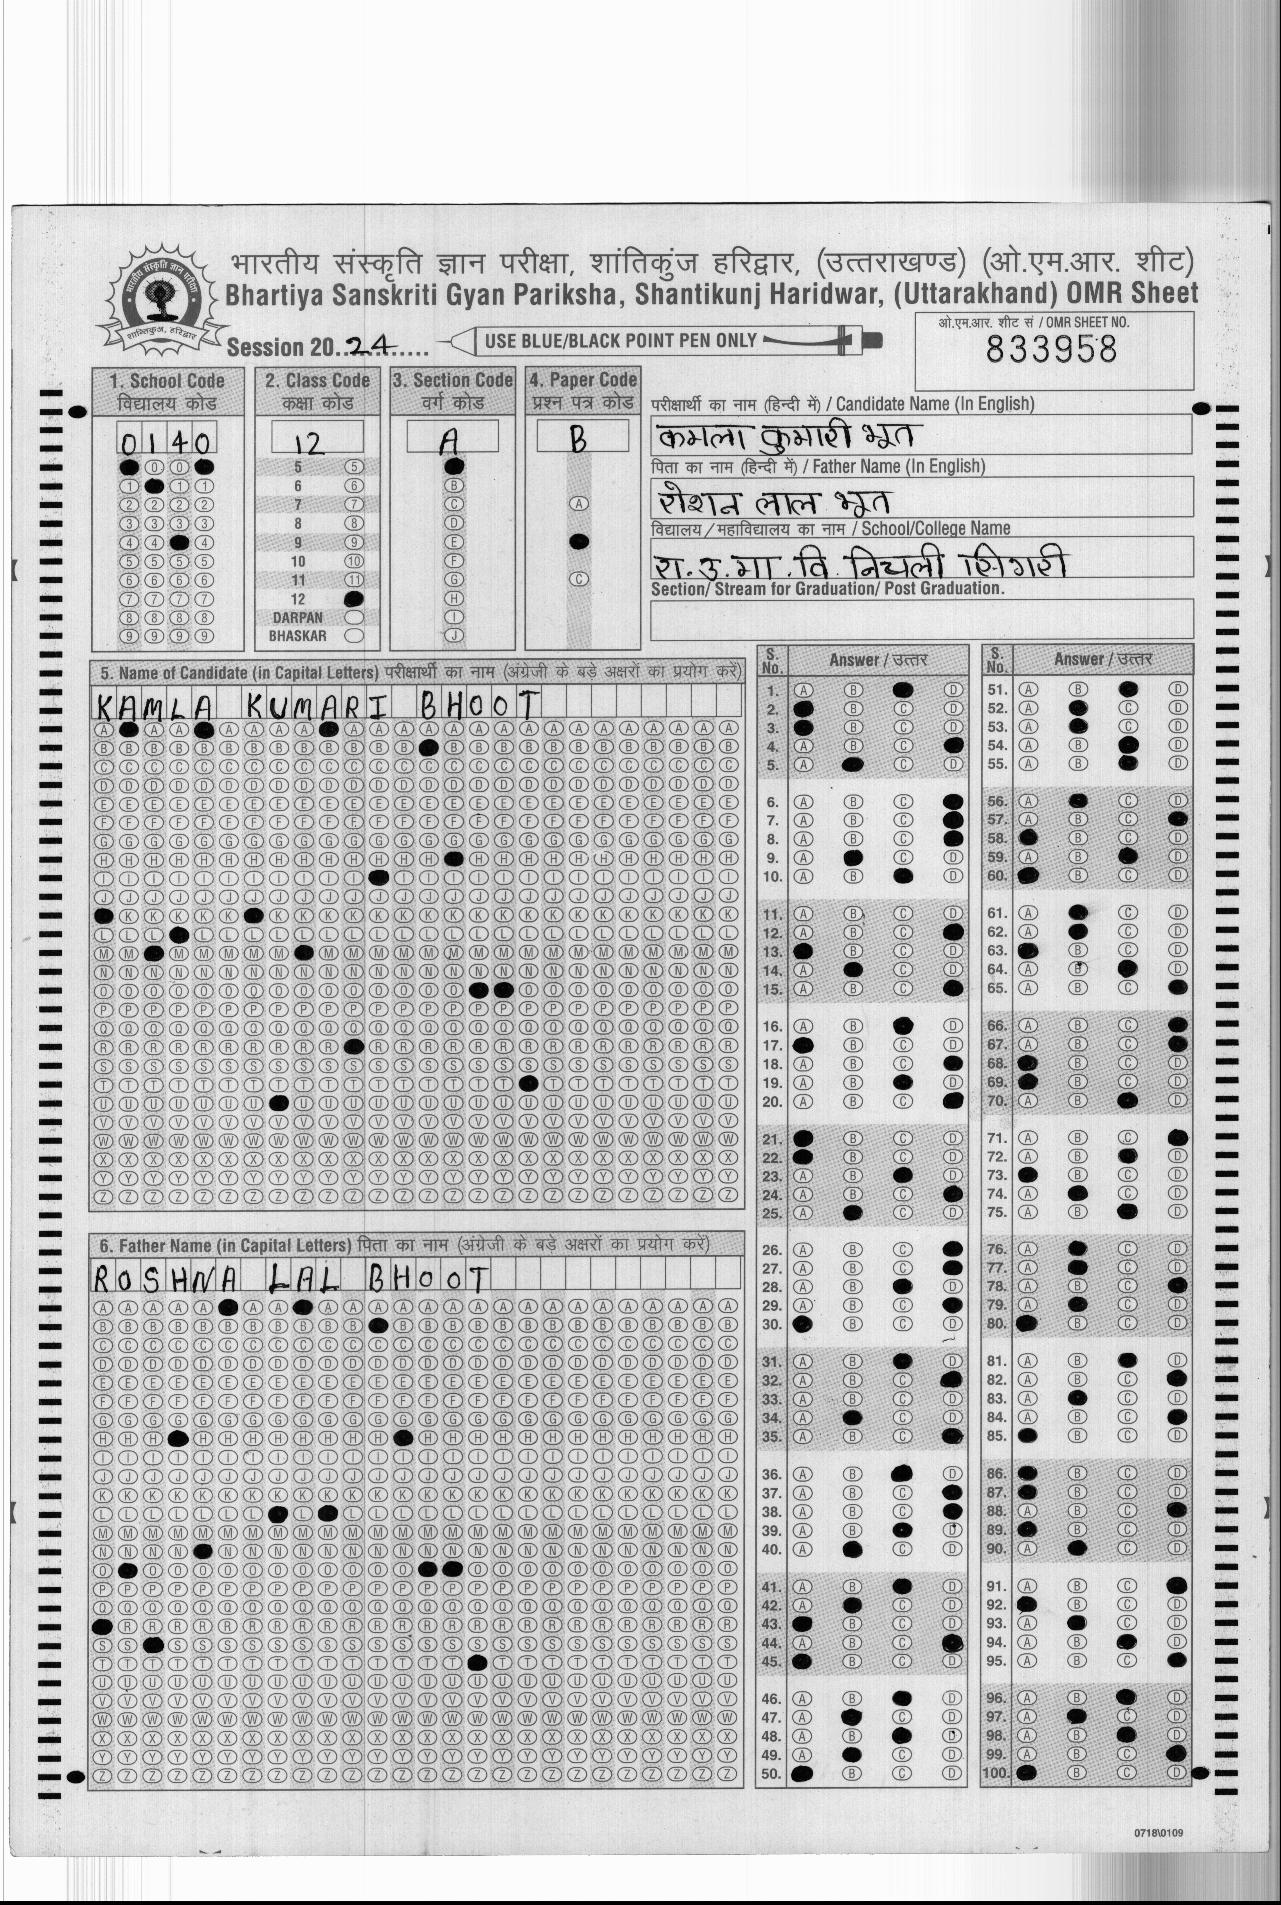 भारतीय संस्कृति ज्ञान परीक्षा, शांतिकुंज हरिद्वार, (उत्तराखण्ड) (ओ.एम.आर. शीट)
Bhartiya Sanskriti Gyan Pariksha, Shantikunj Haridwar, (Uttarakhand) OMR Sheet
Session 20..24......
USE BLUE/BLACK POINT PEN ONLY
ओ.एम.आर. शीट सं / OMR SHEET NO.
833958
1. School Code
विद्यालय कोड
0140
2. Class Code
कक्षा कोड
12
5
6
7
8
9
10
11
12
DARPAN
BHASKAR
3. Section Code
वर्ग कोड
A
4. Paper Code
प्रश्न पत्र कोड
B
परीक्षार्थी का नाम (हिन्दी में) / Candidate Name (In English)
कमला कुमारी भूत
पिता का नाम (हिन्दी में) / Father Name (In English)
रोशन लाल भूत
विद्यालय/महाविद्यालय का नाम / School/College Name
रा.उ.मा.वि. निचली सिगरी
Section/ Stream for Graduation/ Post Graduation.
5. Name of Candidate (in Capital Letters) परीक्षार्थी का नाम (अंग्रेजी के बड़े अक्षरों का प्रयोग करें)
KAMLA KUMARI BHOOT
6. Father Name (in Capital Letters) पिता का नाम (अंग्रेजी के बड़े अक्षरों का प्रयोग करें)
ROSHNA LAL BHOOT
S. No. Answer / उत्तर
S. No. Answer / उत्तर
0718\0109